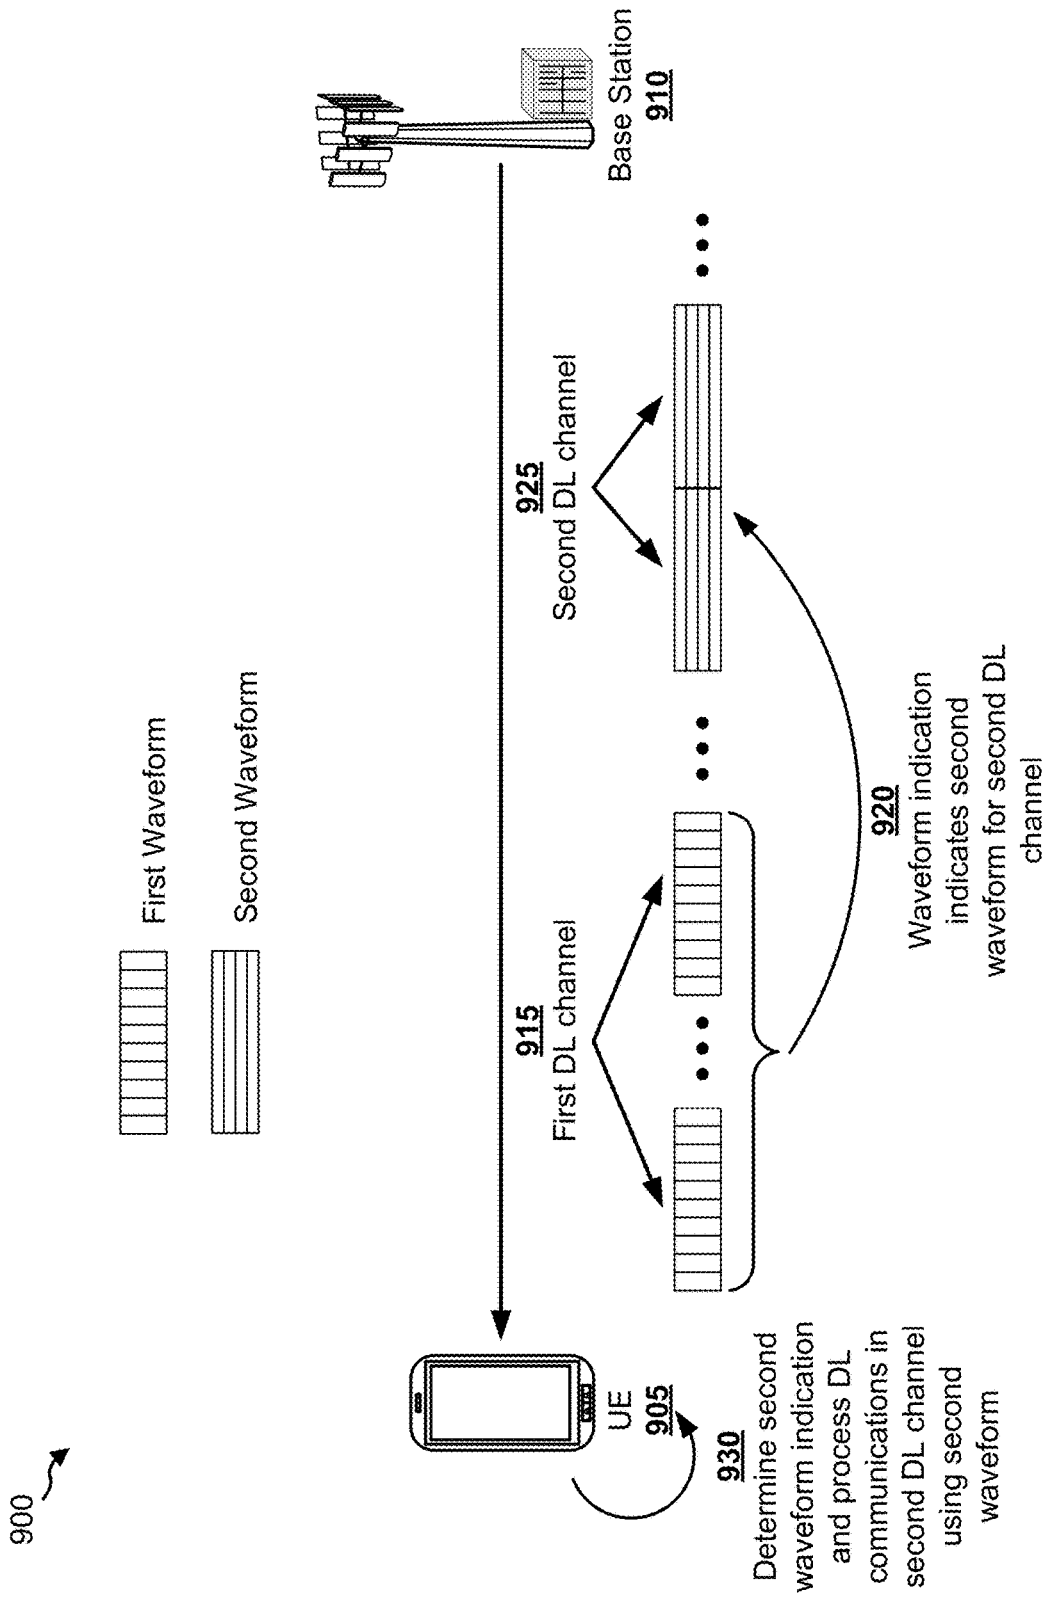 900
First Waveform
Second Waveform
Base Station
910
UE
905
915
First DL channel
925
Second DL channel
920
Waveform indication
indicates second
waveform for second DL
channel
930
Determine second
waveform indication
and process DL
communications in
second DL channel
using second
waveform